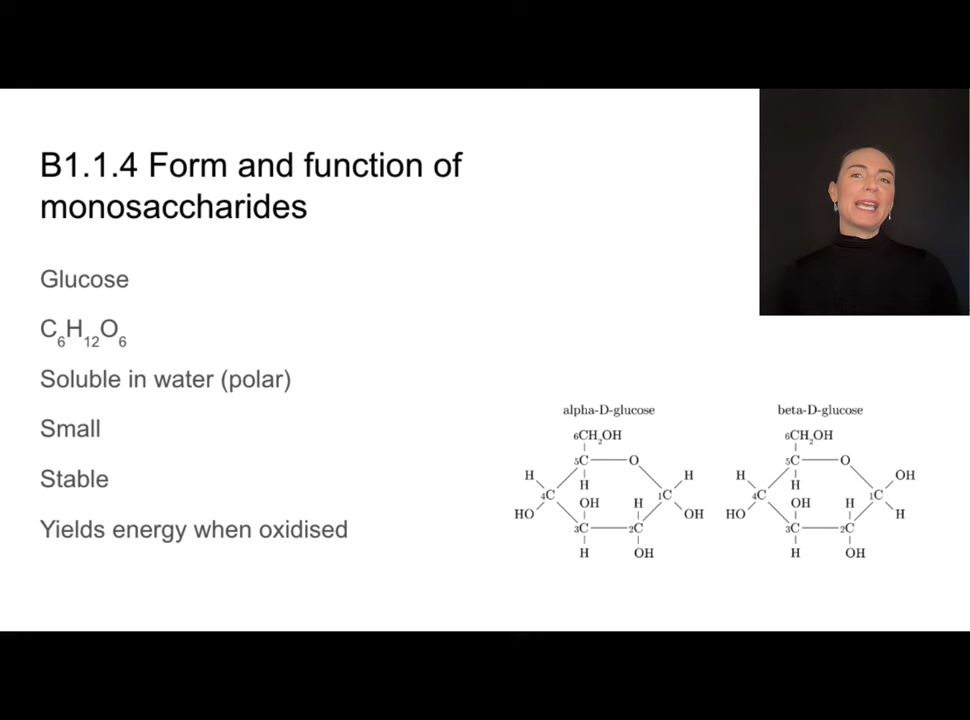 B1.1.4 Form and function of
monosaccharides
Glucose
C₆H₁₂O₆
Soluble in water (polar)
Small
Stable
Yields energy when oxidised
alpha-D-glucose
6CH₂OH
5C O
H H H
4C OH H 1C
HO OH
3C 2C
H OH
beta-D-glucose
6CH₂OH
5C O
H H OH
4C OH H 1C
HO H
3C 2C
H OH